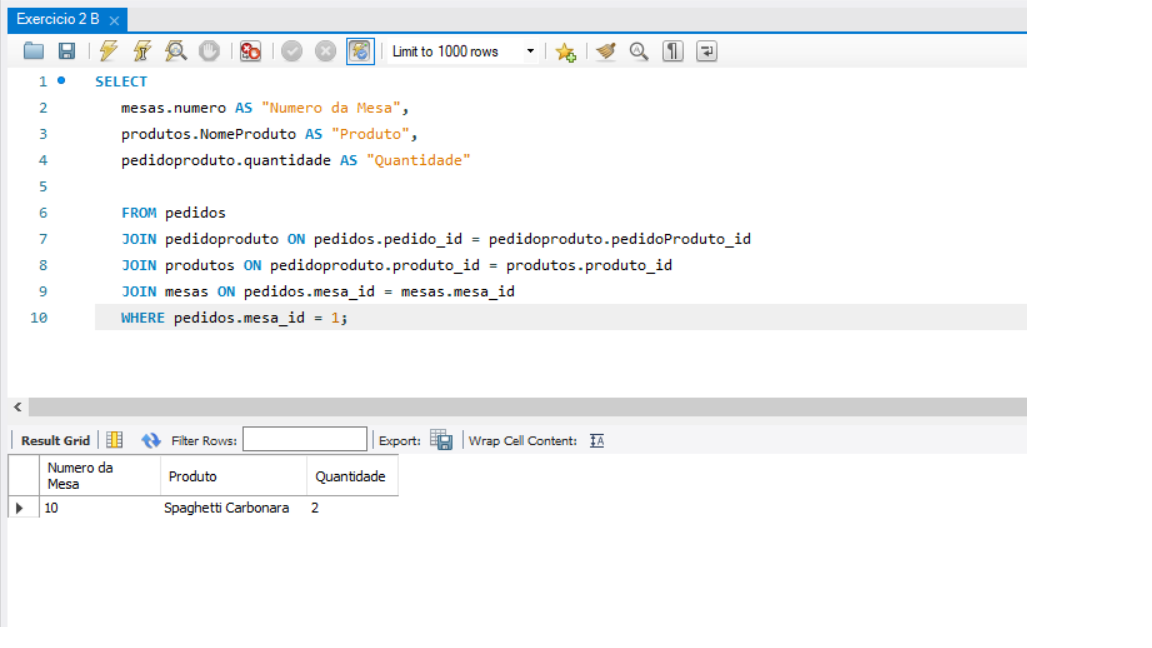 Exercicio 2 B
Limit to 1000 rows
1 SELECT
2 mesas.numero AS "Numero da Mesa",
3 produtos.NomeProduto AS "Produto",
4 pedidoproduto.quantidade AS "Quantidade"
5
6 FROM pedidos
7 JOIN pedidoproduto ON pedidos.pedido_id = pedidoproduto.pedidoProduto_id
8 JOIN produtos ON pedidoproduto.produto_id = produtos.produto_id
9 JOIN mesas ON pedidos.mesa_id = mesas.mesa_id
10 WHERE pedidos.mesa_id = 1;
Result Grid Filter Rows: Export: Wrap Cell Content: IA
Numero da
Mesa Produto Quantidade
10 Spaghetti Carbonara 2